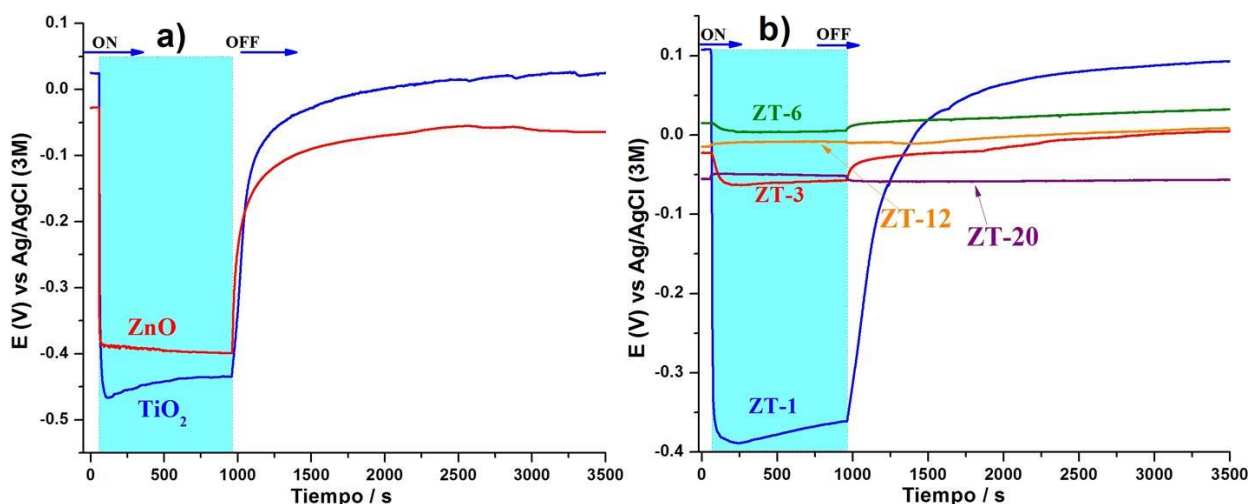 a)
ON
OFF
E (V) vs Ag/AgCl (3M)
0.1
0.0
-0.1
-0.2
-0.3
-0.4
-0.5
ZnO
TiO₂
0 500 1000 1500 2000 2500 3000 3500
Tiempo / s
b)
ON
OFF
E (V) vs Ag/AgCl (3M)
0.1
0.0
-0.1
-0.2
-0.3
-0.4
ZT-6
ZT-3
ZT-12
ZT-20
ZT-1
0 500 1000 1500 2000 2500 3000 3500
Tiempo / s